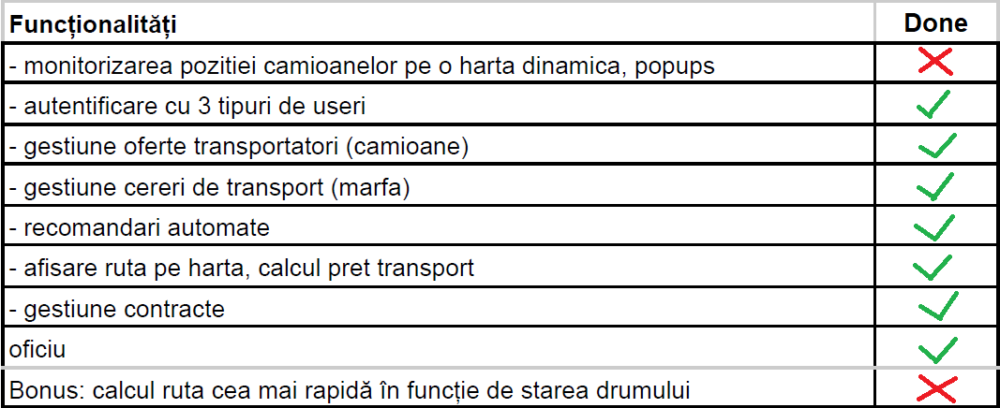 Funcționalități Done
- monitorizarea pozitiei camioanelor pe o harta dinamica, popups
- autentificare cu 3 tipuri de useri
- gestiune oferte transportatori (camioane)
- gestiune cereri de transport (marfa)
- recomandari automate
- afisare ruta pe harta, calcul pret transport
- gestiune contracte
oficiu
Bonus: calcul ruta cea mai rapidă în funcție de starea drumului